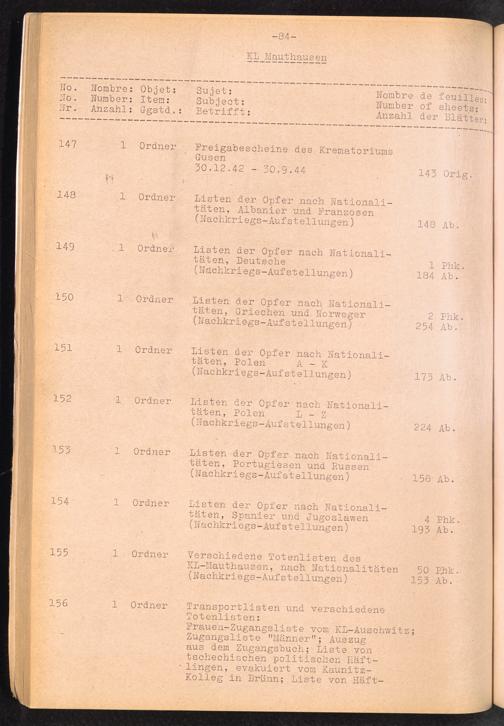 -84-
KL Mauthausen
No. Nombre: Objet: Sujet: Nombre de feuilles:
No. Number: Item: Subject: Number of sheets:
Nr. Anzahl: Ggstd.: Betrifft: Anzahl der Blätter:
147 1 Ordner Freigabescheine des Krematoriums
Gusen
30.12.42 - 30.9.44 143 Orig.
148 1 Ordner Listen der Opfer nach Nationali-
täten, Albanier und Franzosen
(Nachkriegs-Aufstellungen) 148 Ab.
149 1 Ordner Listen der Opfer nach Nationali-
täten, Deutsche 1 Phk.
(Nachkriegs-Aufstellungen) 184 Ab.
150 1 Ordner Listen der Opfer nach Nationali-
täten, Griechen und Norweger 2 Phk.
(Nachkriegs-Aufstellungen) 254 Ab.
151 1 Ordner Listen der Opfer nach Nationali-
täten, Polen A - K
(Nachkriegs-Aufstellungen) 173 Ab.
152 1 Ordner Listen der Opfer nach Nationali-
täten, Polen L - Z
(Nachkriegs-Aufstellungen) 224 Ab.
153 1 Ordner Listen der Opfer nach Nationali-
täten, Portugiesen und Russen
(Nachkriegs-Aufstellungen) 158 Ab.
154 1 Ordner Listen der Opfer nach Nationali-
täten, Spanier und Jugoslawen 4 Phk.
(Nachkriegs-Aufstellungen) 193 Ab.
155 1 Ordner Verschiedene Totenlisten des
KL-Mauthausen, nach Nationalitäten 50 Phk.
(Nachkriegs-Aufstellungen) 153 Ab.
156 1 Ordner Transportlisten und verschiedene
Totenlisten:
Frauen-Zugangsliste vom KL-Auschwitz;
Zugangsliste "Männer"; Auszug
aus dem Zugangsbuch; Liste von
tschechischen politischen Häft-
lingen, evakuiert vom Kaunitz-
Kolleg in Brünn; Liste von Häft-